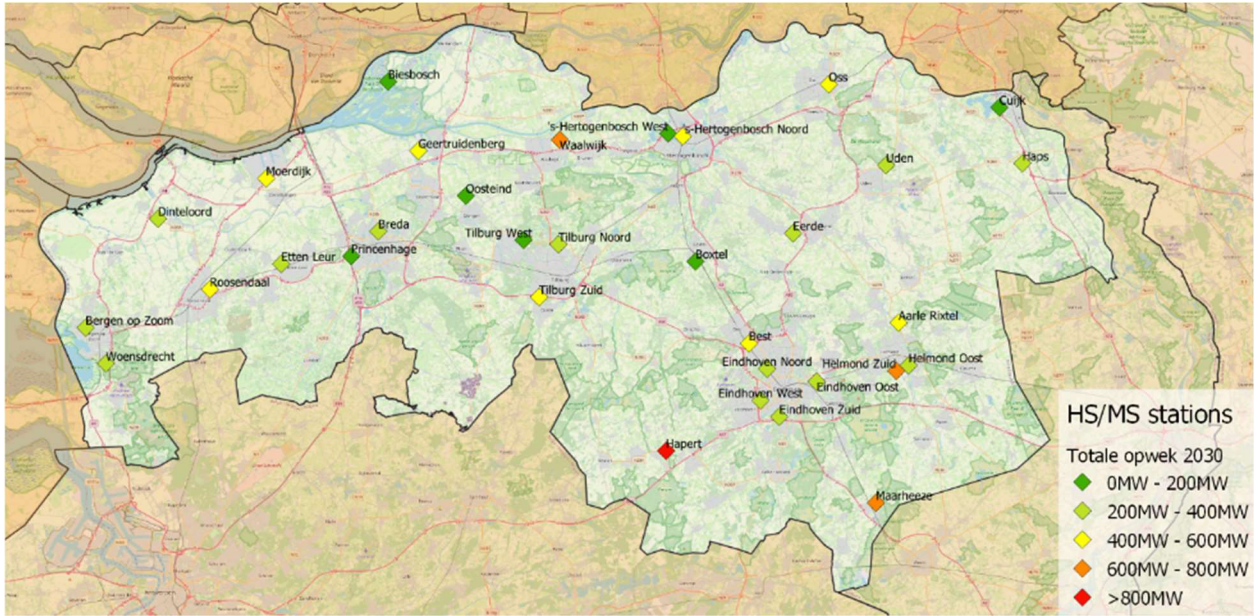 Biesbosch
Oss
Cuijk
's-Hertogenbosch West
's-Hertogenbosch Noord
Waalwijk
Geertruidenberg
Uden
Haps
Moerdijk
Oosteind
Dinteloord
Breda
Tilburg West
Tilburg Noord
Eerde
Etten Leur
Princenhage
Boxtel
Roosendaal
Tilburg Zuid
Bergen op Zoom
Aarle Rixtel
Best
Woensdrecht
Eindhoven Noord
Helmond Zuid
Helmond Oost
Eindhoven Oost
Eindhoven West
Eindhoven Zuid
Hapert
Maarheeze
HS/MS stations
Totale opwek 2030
0MW - 200MW
200MW - 400MW
400MW - 600MW
600MW - 800MW
>800MW